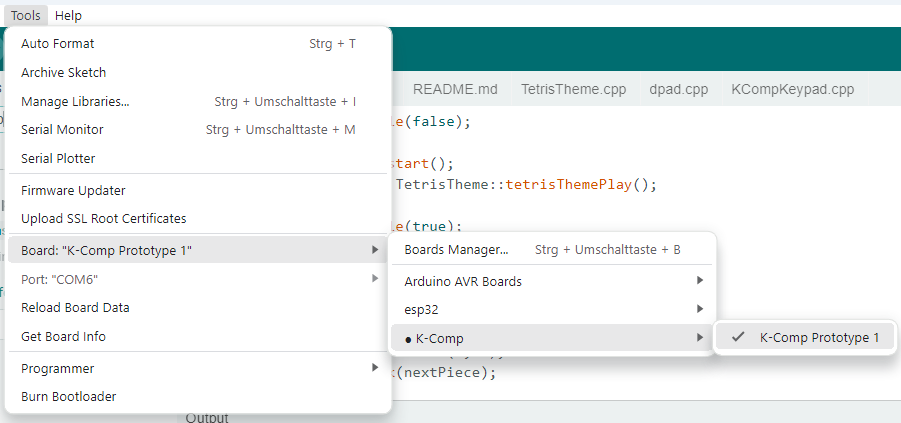 Tools Help
Auto Format Strg + T
Archive Sketch
Manage Libraries... Strg + Umschalttaste + I
Serial Monitor Strg + Umschalttaste + M
Serial Plotter
Firmware Updater
Upload SSL Root Certificates
Board: "K-Comp Prototype 1"
Port: "COM6"
Reload Board Data
Get Board Info
Programmer
Burn Bootloader
README.md TetrisTheme.cpp dpad.cpp KCompKeypad.cpp
(false);
start();
TetrisTheme::tetrisThemePlay();
(true);
Boards Manager... Strg + Umschalttaste + B
Arduino AVR Boards
esp32
● K-Comp
✓ K-Comp Prototype 1
(nextPiece);
Output